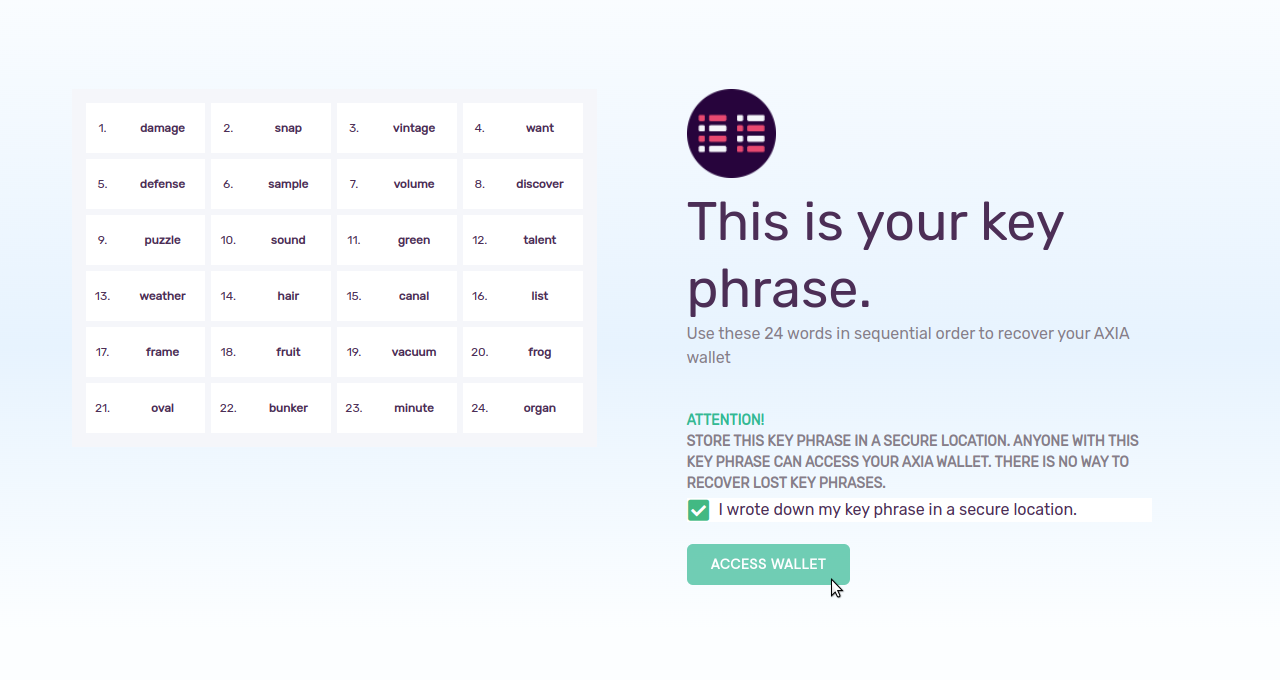 1. damage 2. snap 3. vintage 4. want
5. defense 6. sample 7. volume 8. discover
9. puzzle 10. sound 11. green 12. talent
13. weather 14. hair 15. canal 16. list
17. frame 18. fruit 19. vacuum 20. frog
21. oval 22. bunker 23. minute 24. organ
This is your key
phrase.
Use these 24 words in sequential order to recover your AXIA
wallet
ATTENTION!
STORE THIS KEY PHRASE IN A SECURE LOCATION. ANYONE WITH THIS
KEY PHRASE CAN ACCESS YOUR AXIA WALLET. THERE IS NO WAY TO
RECOVER LOST KEY PHRASES.
I wrote down my key phrase in a secure location.
ACCESS WALLET